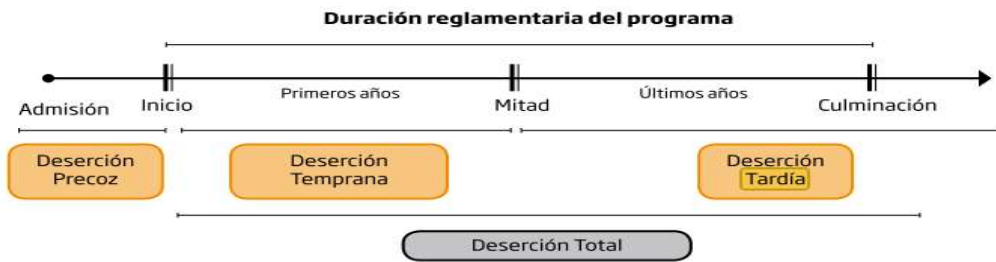 Duración reglamentaria del programa
Admisión
Inicio
Primeros años
Mitad
Últimos años
Culminación
Deserción
Precoz
Deserción
Temprana
Deserción
Tardía
Deserción Total